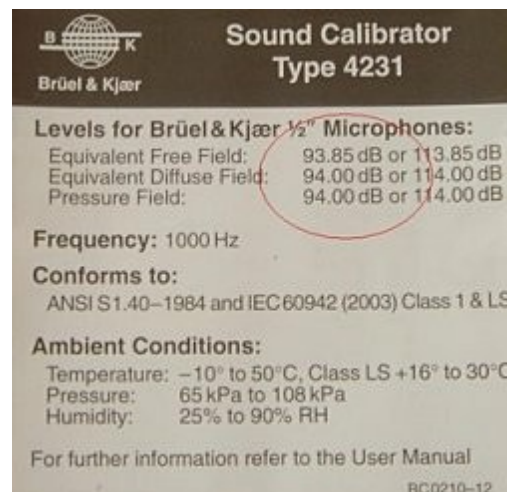 B K
Brüel & Kjær
Sound Calibrator
Type 4231
Levels for Brüel & Kjær ½" Microphones:
Equivalent Free Field: 93.85 dB or 113.85 dB
Equivalent Diffuse Field: 94.00 dB or 114.00 dB
Pressure Field: 94.00 dB or 114.00 dB
Frequency: 1000 Hz
Conforms to:
ANSI S1.40–1984 and IEC 60942 (2003) Class 1 & LS
Ambient Conditions:
Temperature: –10° to 50°C, Class LS +16° to 30°C
Pressure: 65 kPa to 108 kPa
Humidity: 25% to 90% RH
For further information refer to the User Manual
BC0210–12